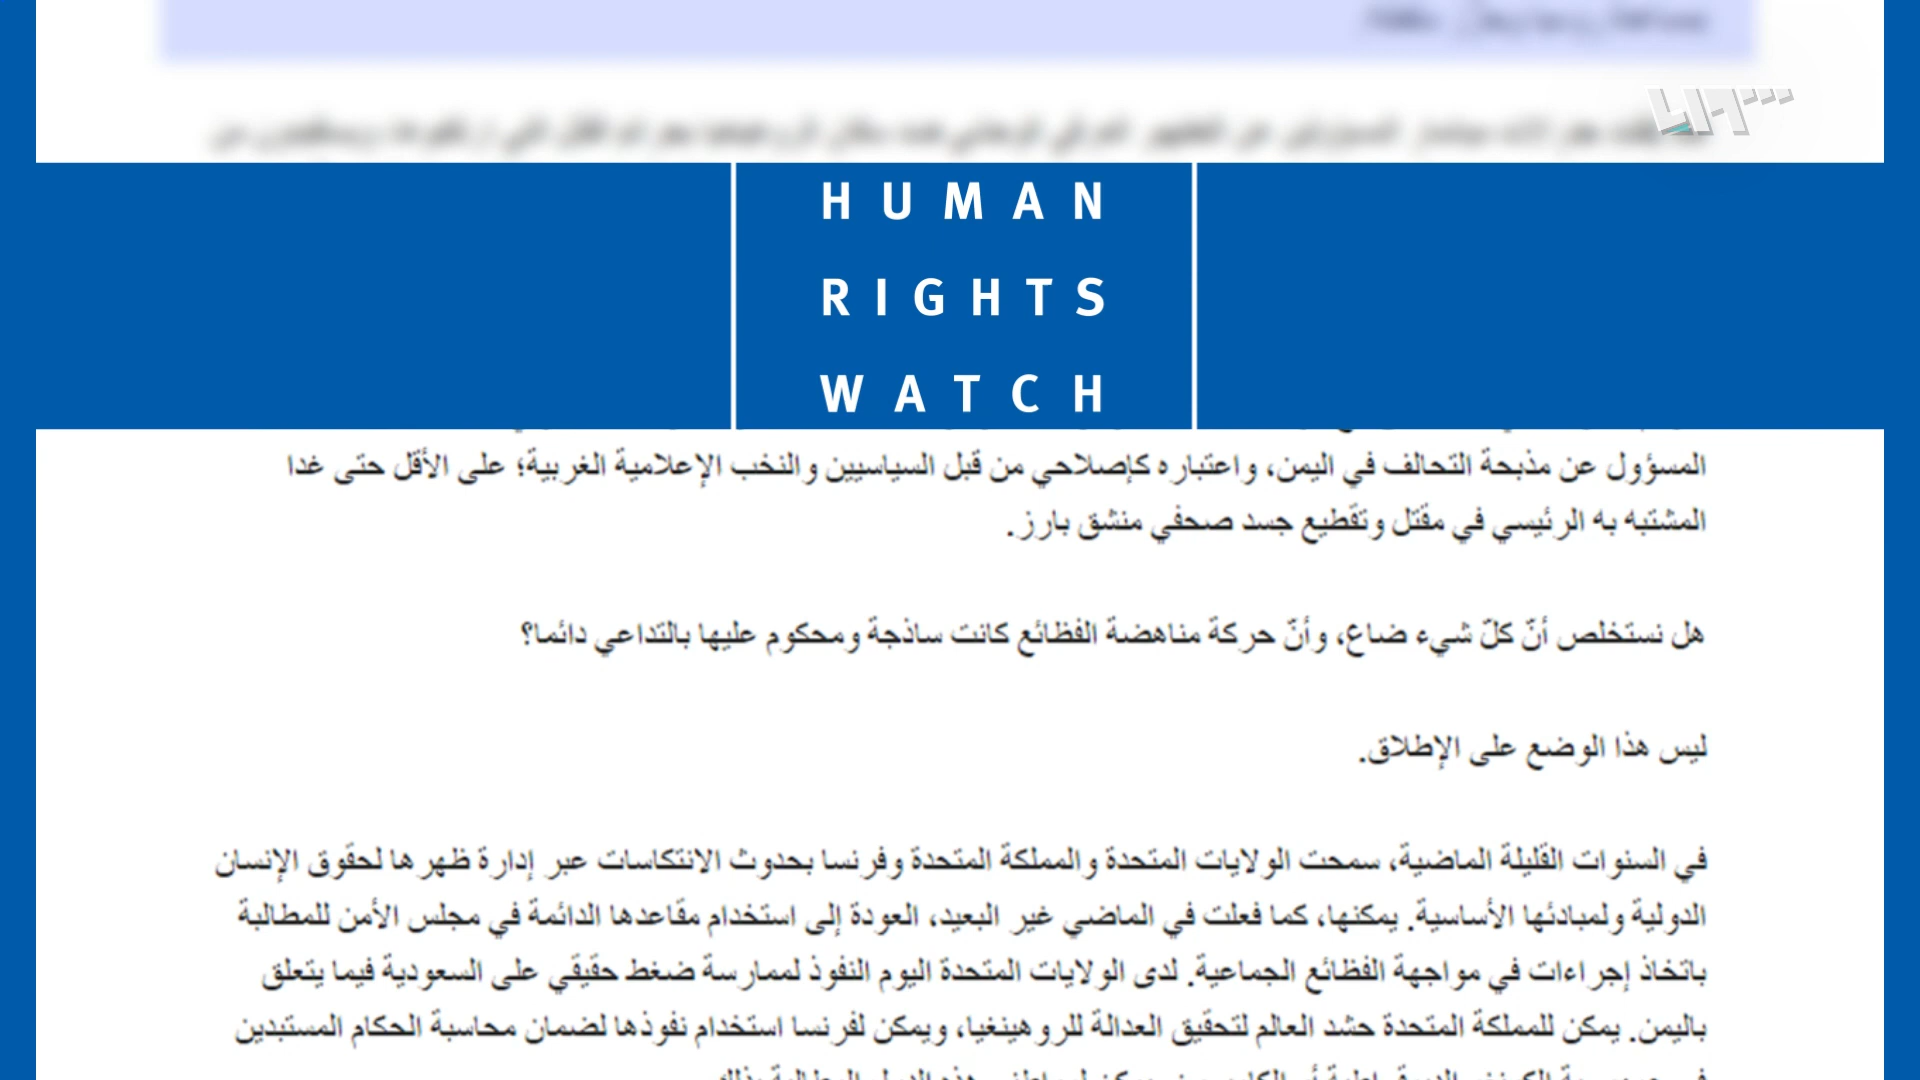 HUMAN
RIGHTS
WATCH
المسؤول عن مذبحة التحالف في اليمن، واعتباره كإصلاحي من قبل السياسيين والنخب الإعلامية الغربية؛ على الأقل حتى غدا
المشتبه به الرئيسي في مقتل وتقطيع جسد صحفي منشق بارز.
هل نستخلص أنّ كلّ شيء ضاع، وأنّ حركة مناهضة الفظائع كانت ساذجة ومحكوم عليها بالتداعي دائما؟
ليس هذا الوضع على الإطلاق.
في السنوات القليلة الماضية، سمحت الولايات المتحدة والمملكة المتحدة وفرنسا بحدوث الانتكاسات عبر إدارة ظهرها لحقوق الإنسان
الدولية ولمبادئها الأساسية. يمكنها، كما فعلت في الماضي غير البعيد، العودة إلى استخدام مقاعدها الدائمة في مجلس الأمن للمطالبة
باتخاذ إجراءات في مواجهة الفظائع الجماعية. لدى الولايات المتحدة اليوم النفوذ لممارسة ضغط حقيقي على السعودية فيما يتعلق
باليمن. يمكن للمملكة المتحدة حشد العالم لتحقيق العدالة للروهينغيا، ويمكن لفرنسا استخدام نفوذها لضمان محاسبة الحكام المستبدين